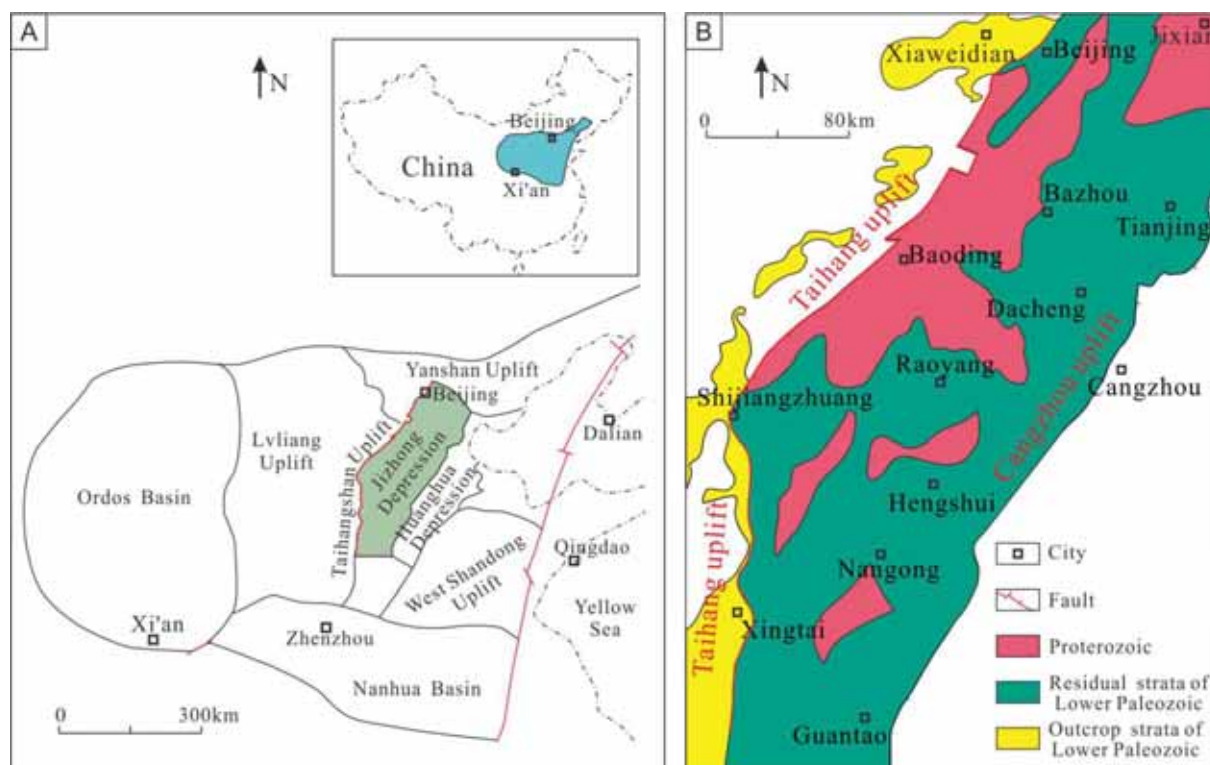 A
N
Beijing
China
Xi'an
Yanshan Uplift
Beijing
Dalian
Lvliang
Uplift
Taihangshan Uplift
Jizhong
Depression
Huanghua
Depression
Ordos Basin
West Shandong
Uplift
Qingdao
Yellow
Sea
Xi'an
Zhenzhou
Nanhua Basin
0 300km
B
Xiaweidian
Beijing
Jixian
N
0 80km
Taihang uplift
Bazhou
Tianjing
Baoding
Dacheng
Raoyang
Cangzhou
Shijiangzhuang
Cangzhou uplift
Hengshui
Taihang uplift
Nangong
Xingtai
Guantao
City
Fault
Proterozoic
Residual strata of
Lower Paleozoic
Outcrop strata of
Lower Paleozoic